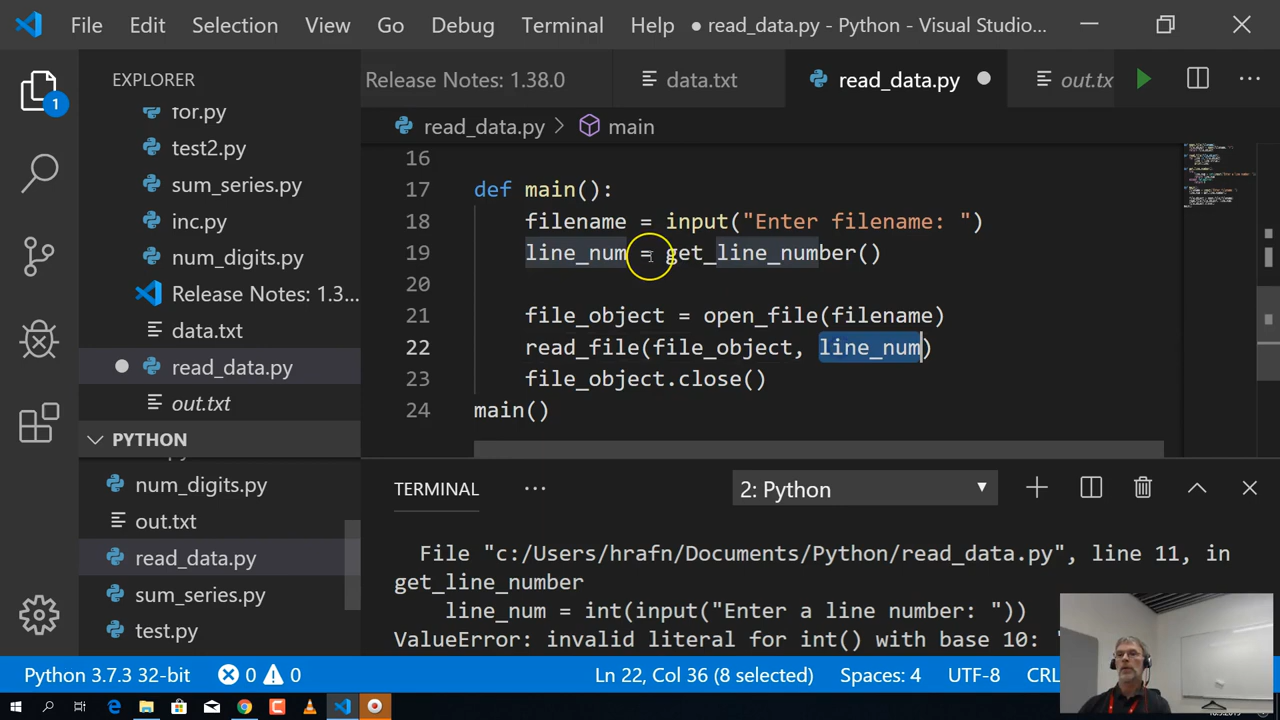 File Edit Selection View Go Debug Terminal Help ● read_data.py - Python - Visual Studio...
EXPLORER
for.py
test2.py
sum_series.py
inc.py
num_digits.py
Release Notes: 1.3...
data.txt
read_data.py
out.txt
1
PYTHON
num_digits.py
out.txt
read_data.py
sum_series.py
test.py
Release Notes: 1.38.0 data.txt read_data.py out.tx
read_data.py > main
16
17 def main():
18 filename = input("Enter filename: ")
19 line_num = get_line_number()
20
21 file_object = open_file(filename)
22 read_file(file_object, line_num)
23 file_object.close()
24 main()
TERMINAL ... 2: Python
File "c:/Users/hrafn/Documents/Python/read_data.py", line 11, in
get_line_number
line_num = int(input("Enter a line number: "))
ValueError: invalid literal for int() with base 10: '
Python 3.7.3 32-bit 0 0 Ln 22, Col 36 (8 selected) Spaces: 4 UTF-8 CRL